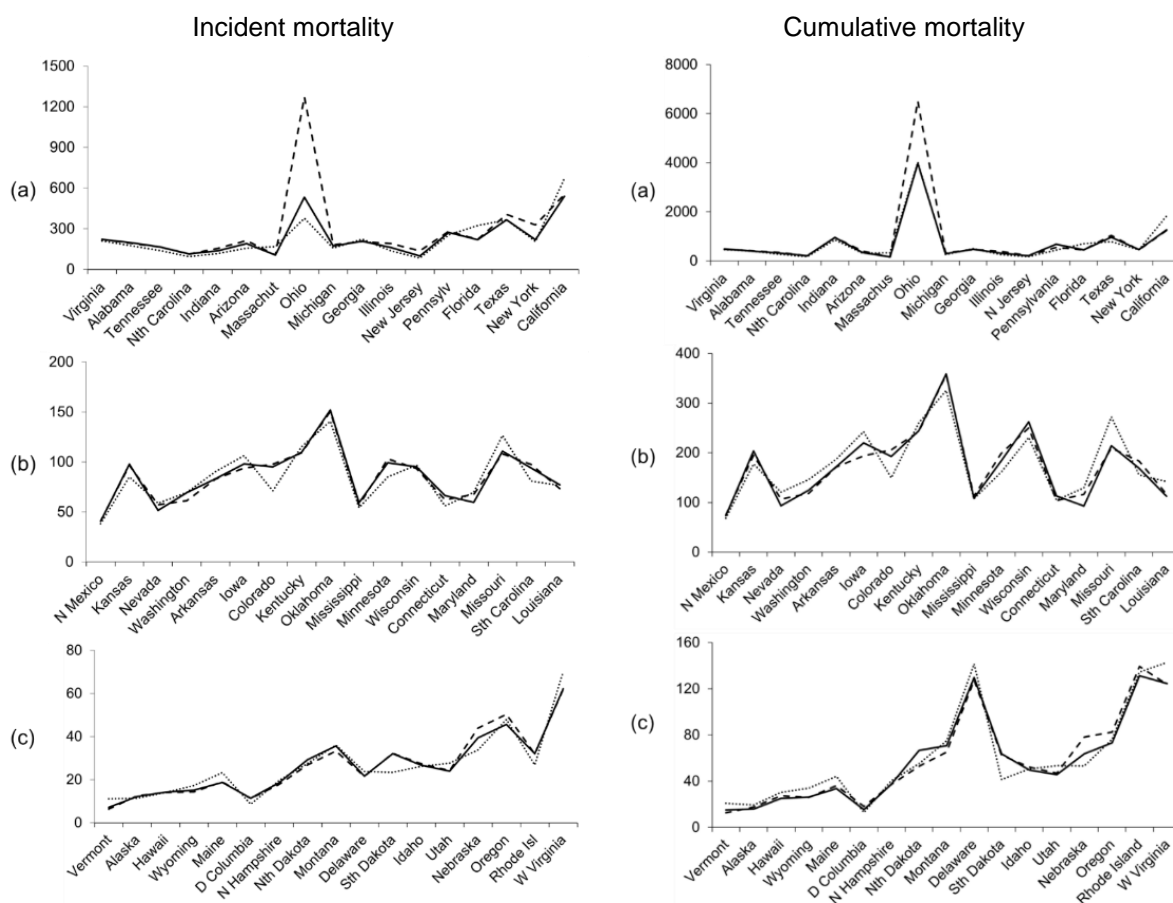 Incident mortality
Cumulative mortality
(a)
1500
1200
900
600
300
0
Virginia
Alabama
Tennessee
Nth Carolina
Indiana
Arizona
Massachut
Ohio
Michigan
Georgia
Illinois
New Jersey
Pennsylv
Florida
Texas
New York
California
(a)
8000
6000
4000
2000
0
Virginia
Alabama
Tennessee
Nth Carolina
Indiana
Arizona
Massachus
Ohio
Michigan
Georgia
Illinois
N Jersey
Pennsylvania
Florida
Texas
New York
California
(b)
200
150
100
50
0
N Mexico
Kansas
Nevada
Washington
Arkansas
Iowa
Colorado
Kentucky
Oklahoma
Mississippi
Minnesota
Wisconsin
Connecticut
Maryland
Missouri
Sth Carolina
Louisiana
(b)
400
300
200
100
0
N Mexico
Kansas
Nevada
Washington
Arkansas
Iowa
Colorado
Kentucky
Oklahoma
Mississippi
Minnesota
Wisconsin
Connecticut
Maryland
Missouri
Sth Carolina
Louisiana
(c)
80
60
40
20
0
Vermont
Alaska
Hawaii
Wyoming
Maine
D Columbia
N Hampshire
Nth Dakota
Montana
Delaware
Sth Dakota
Idaho
Utah
Nebraska
Oregon
Rhode Isl
W Virginia
(c)
160
120
80
40
0
Vermont
Alaska
Hawaii
Wyoming
Maine
D Columbia
N Hampshire
Nth Dakota
Montana
Delaware
Sth Dakota
Idaho
Utah
Nebraska
Oregon
Rhode Island
W Virginia